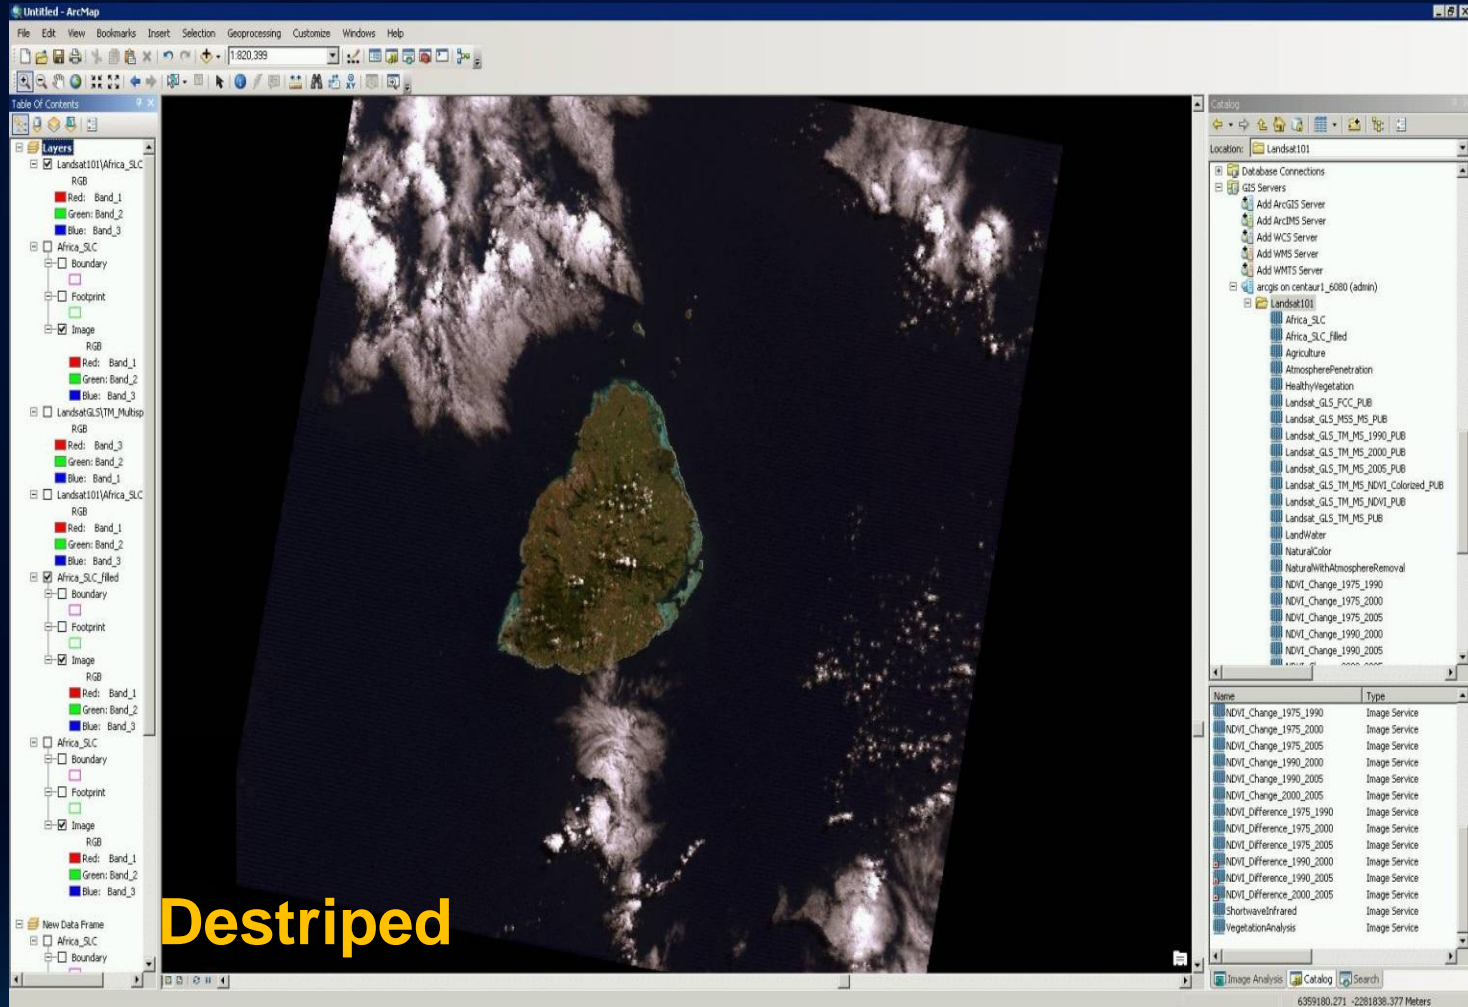 Untitled - ArcMap
File Edit View Bookmarks Insert Selection Geoprocessing Customize Windows Help
1:820,399
Table Of Contents
Layers
Landsat101\Africa_SLC
RGB
Red: Band_1
Green: Band_2
Blue: Band_3
Africa_SLC
Boundary
Footprint
Image
RGB
Red: Band_1
Green: Band_2
Blue: Band_3
LandsatGLS\TM_Multisp
RGB
Red: Band_3
Green: Band_2
Blue: Band_1
Landsat101\Africa_SLC
RGB
Red: Band_1
Green: Band_2
Blue: Band_3
Africa_SLC_filled
Boundary
Footprint
Image
RGB
Red: Band_1
Green: Band_2
Blue: Band_3
Africa_SLC
Boundary
Footprint
Image
RGB
Red: Band_1
Green: Band_2
Blue: Band_3
New Data Frame
Africa_SLC
Boundary
Destriped
Catalog
Location: Landsat101
Database Connections
GIS Servers
Add ArcGIS Server
Add ArcIMS Server
Add WCS Server
Add WMS Server
Add WMTS Server
arcgis on centaur1_6080 (admin)
Landsat101
Africa_SLC
Africa_SLC_filled
Agriculture
AtmospherePenetration
HealthyVegetation
Landsat_GLS_FCC_PUB
Landsat_GLS_MSS_MS_PUB
Landsat_GLS_TM_MS_1990_PUB
Landsat_GLS_TM_MS_2000_PUB
Landsat_GLS_TM_MS_2005_PUB
Landsat_GLS_TM_MS_NDVI_Colorized_PUB
Landsat_GLS_TM_MS_NDVI_PUB
Landsat_GLS_TM_MS_PUB
LandWater
NaturalColor
NaturalWithAtmosphereRemoval
NDVI_Change_1975_1990
NDVI_Change_1975_2000
NDVI_Change_1975_2005
NDVI_Change_1990_2000
NDVI_Change_1990_2005
Name Type
NDVI_Change_1975_1990 Image Service
NDVI_Change_1975_2000 Image Service
NDVI_Change_1975_2005 Image Service
NDVI_Change_1990_2000 Image Service
NDVI_Change_1990_2005 Image Service
NDVI_Change_2000_2005 Image Service
NDVI_Difference_1975_1990 Image Service
NDVI_Difference_1975_2000 Image Service
NDVI_Difference_1975_2005 Image Service
NDVI_Difference_1990_2000 Image Service
NDVI_Difference_1990_2005 Image Service
NDVI_Difference_2000_2005 Image Service
ShortwaveInfrared Image Service
VegetationAnalysis Image Service
Image Analysis Catalog Search
6359180.271 -2281838.377 Meters